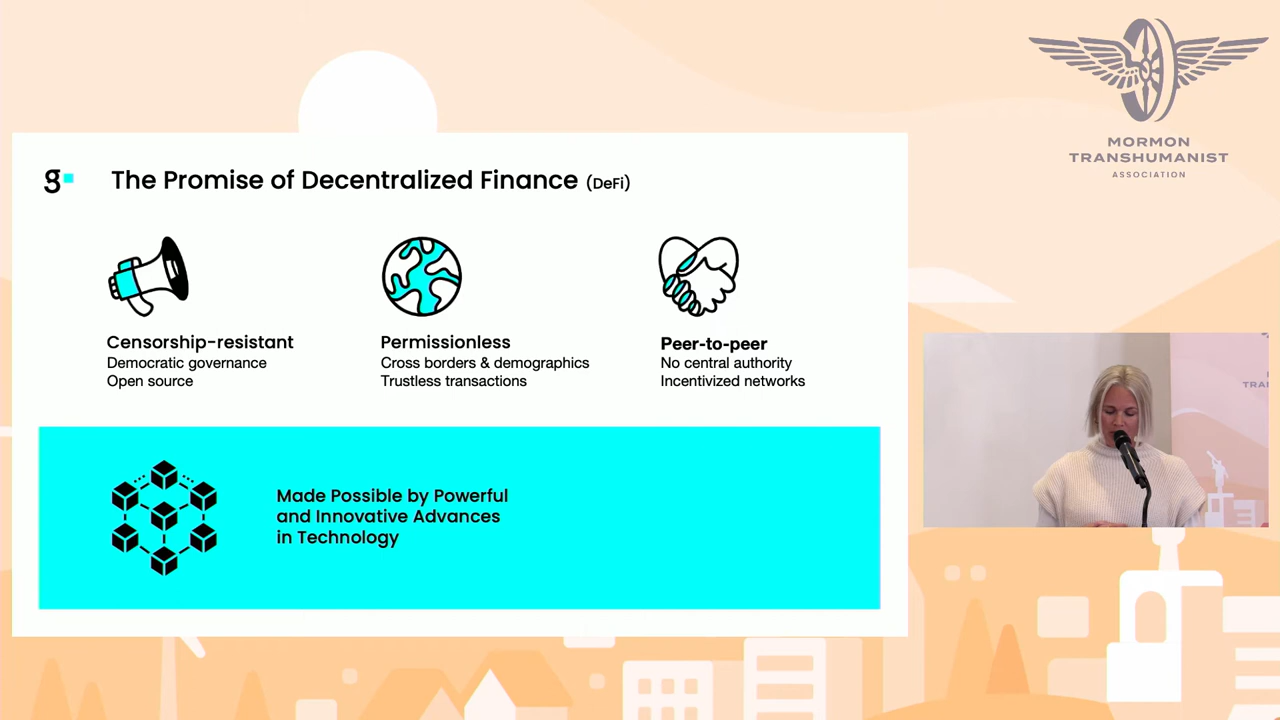 MORMON
TRANSHUMANIST
ASSOCIATION
g
The Promise of Decentralized Finance (DeFi)
Censorship-resistant
Democratic governance
Open source
Permissionless
Cross borders & demographics
Trustless transactions
Peer-to-peer
No central authority
Incentivized networks
Made Possible by Powerful
and Innovative Advances
in Technology